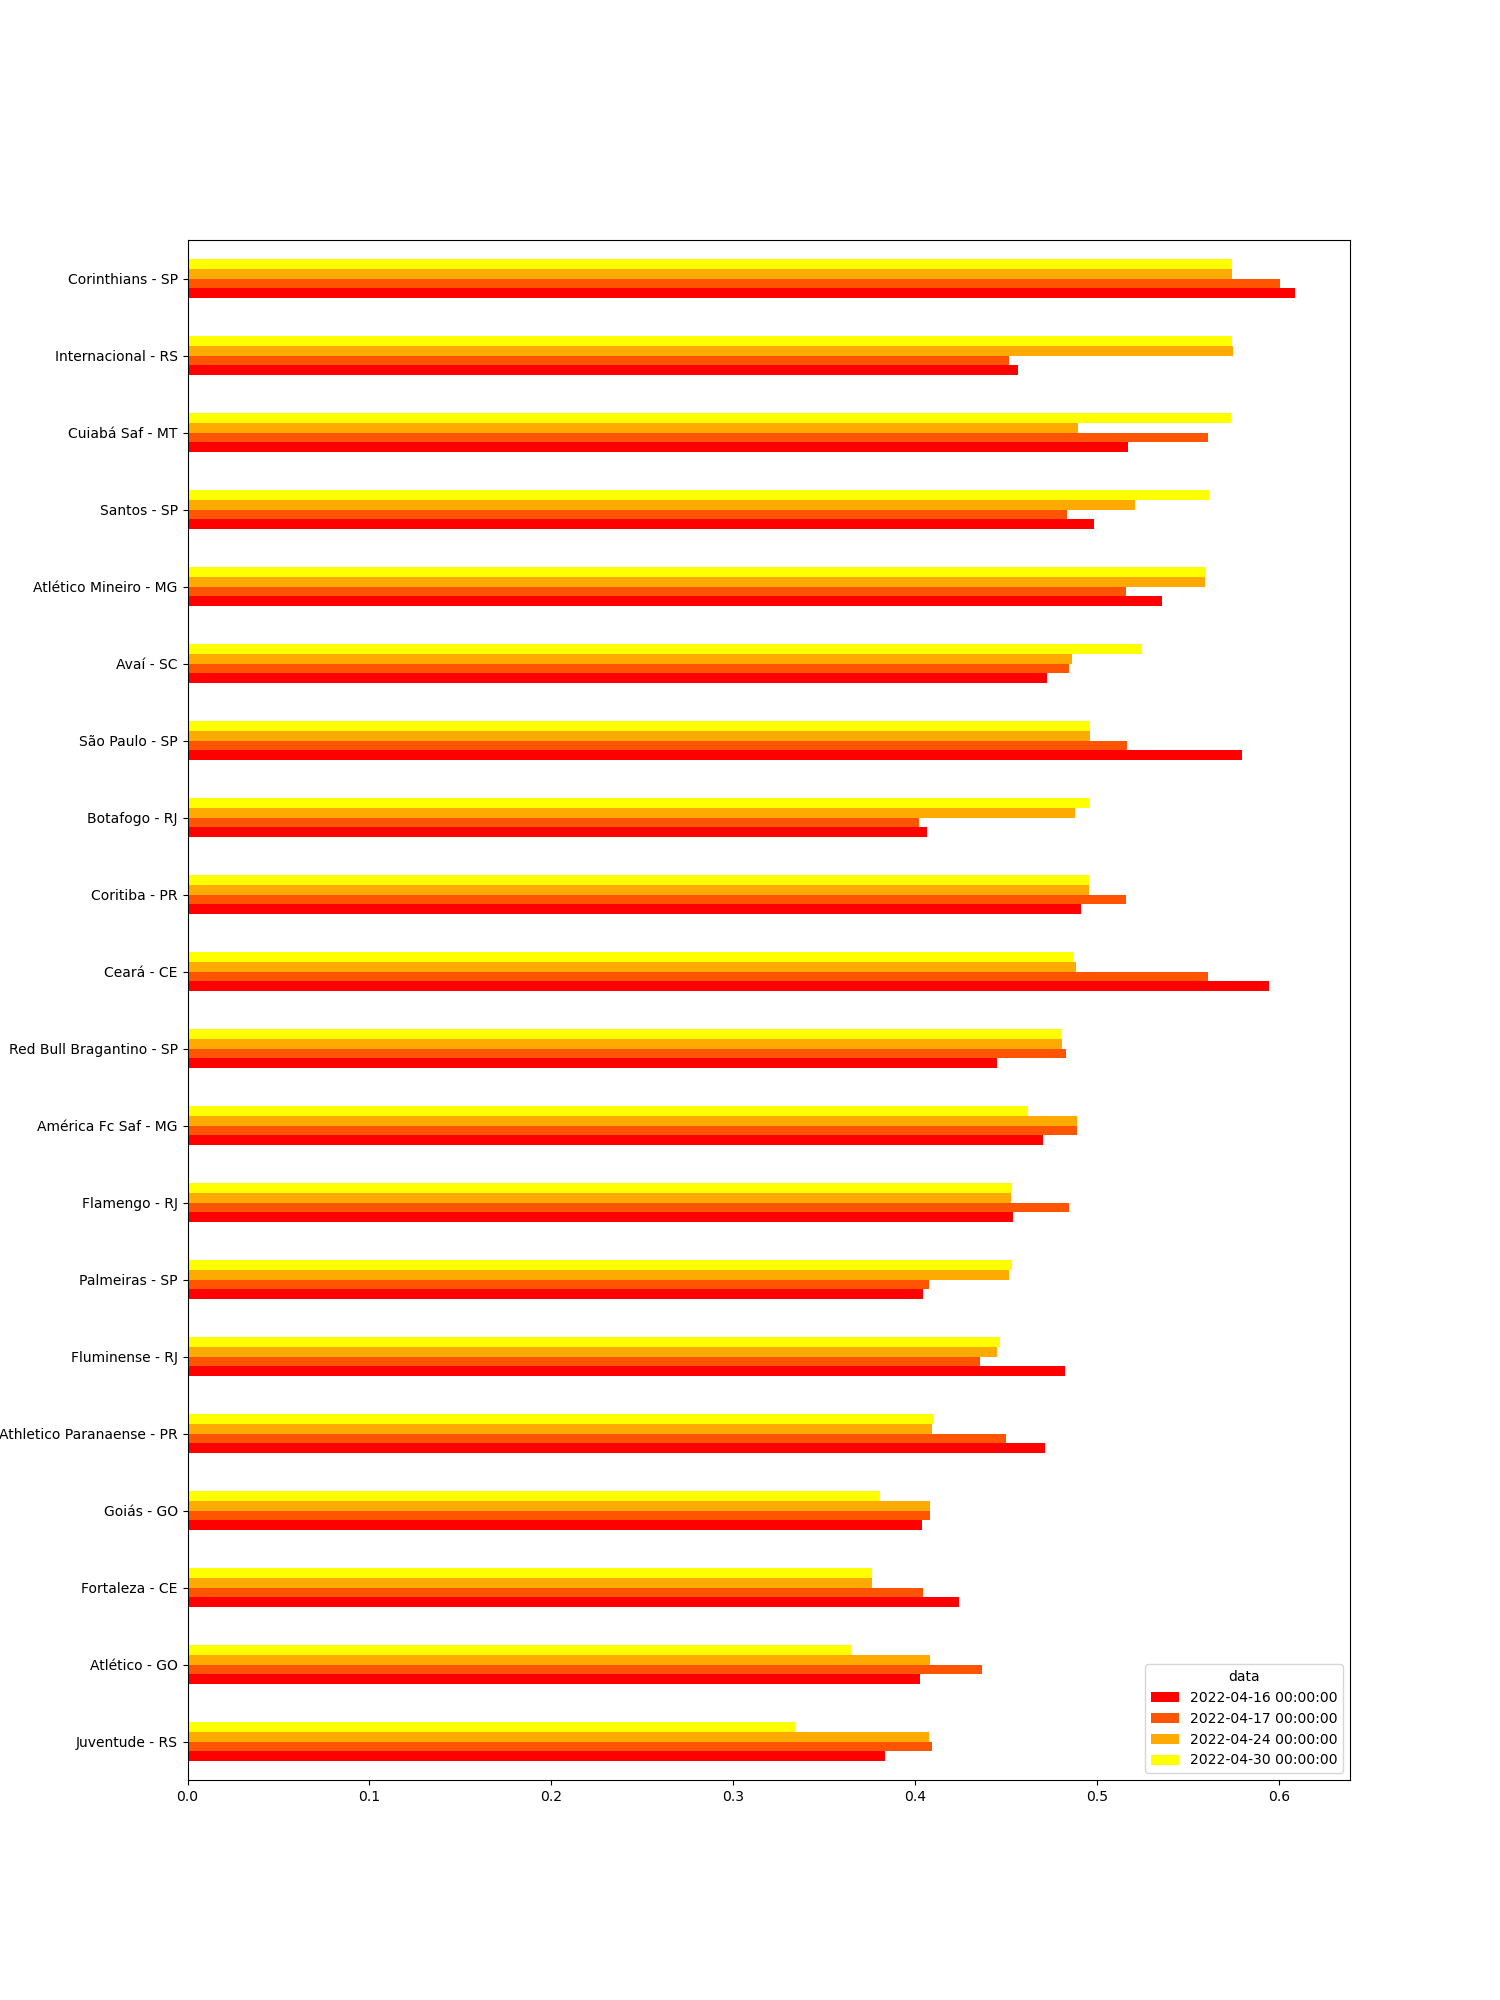 Corinthians - SP
Internacional - RS
Cuiabá Saf - MT
Santos - SP
Atlético Mineiro - MG
Avaí - SC
São Paulo - SP
Botafogo - RJ
Coritiba - PR
Ceará - CE
Red Bull Bragantino - SP
América Fc Saf - MG
Flamengo - RJ
Palmeiras - SP
Fluminense - RJ
Athletico Paranaense - PR
Goiás - GO
Fortaleza - CE
Atlético - GO
Juventude - RS
data
2022-04-16 00:00:00
2022-04-17 00:00:00
2022-04-24 00:00:00
2022-04-30 00:00:00
0.0 0.1 0.2 0.3 0.4 0.5 0.6